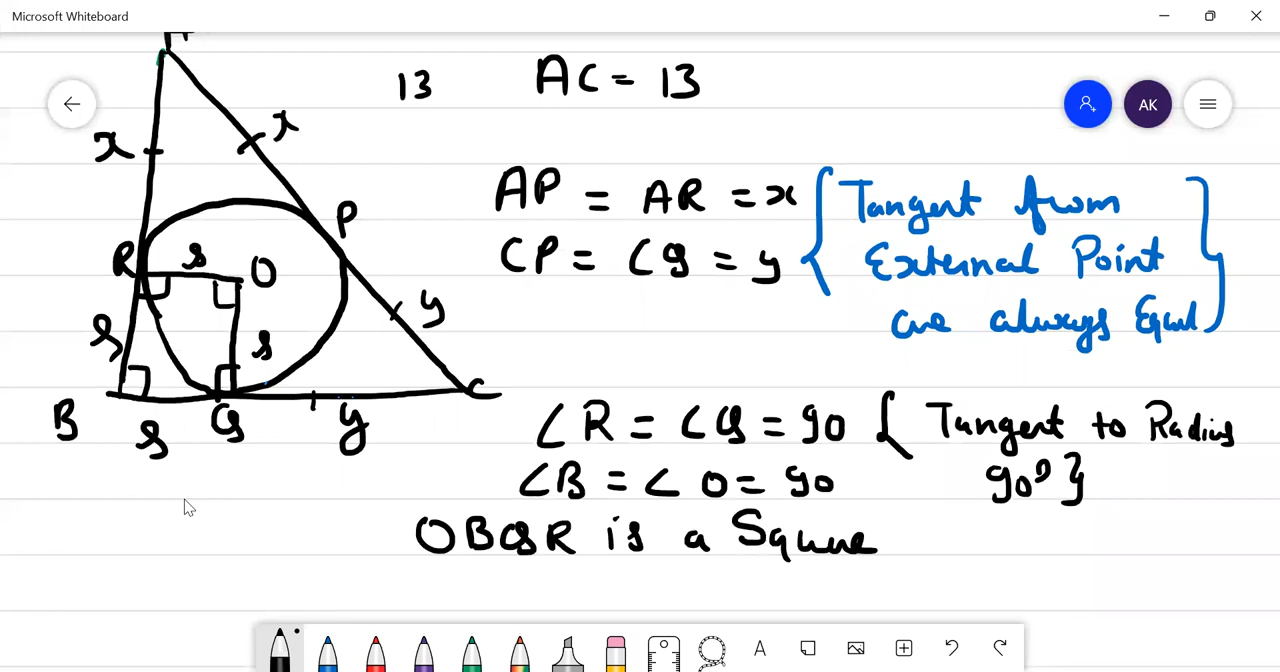 Microsoft Whiteboard
13 AC = 13
AK
x x
AP = AR = x { Tangent from
CP = CQ = y External Point
are always Equal }
P
R s O
y
s s
B s Q y C
∠R = ∠Q = 90 { Tangent to Radius
90° }
∠B = ∠O = 90
OBQR is a Square
A